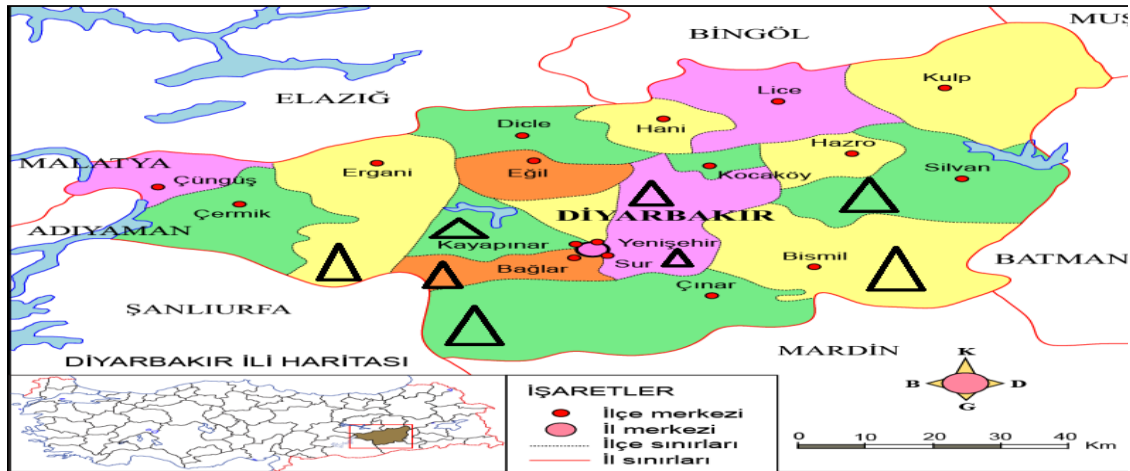 BİNGÖL
MUŞ
ELAZIĞ
Kulp
Lice
Dicle
Hani
Hazro
MALATYA
Ergani
Eğil
Kocaköy
Silvan
Çüngüş
Çermik
DİYARBAKIR
ADIYAMAN
Kayapınar
Yenişehir
Bağlar
Sur
Bismil
BATMAN
Çınar
ŞANLIURFA
MARDİN
DİYARBAKIR İLİ HARİTASI
K
B
D
G
İŞARETLER
İlçe merkezi
İl merkezi
İlçe sınırları
İl sınırları
0 10 20 30 40 Km